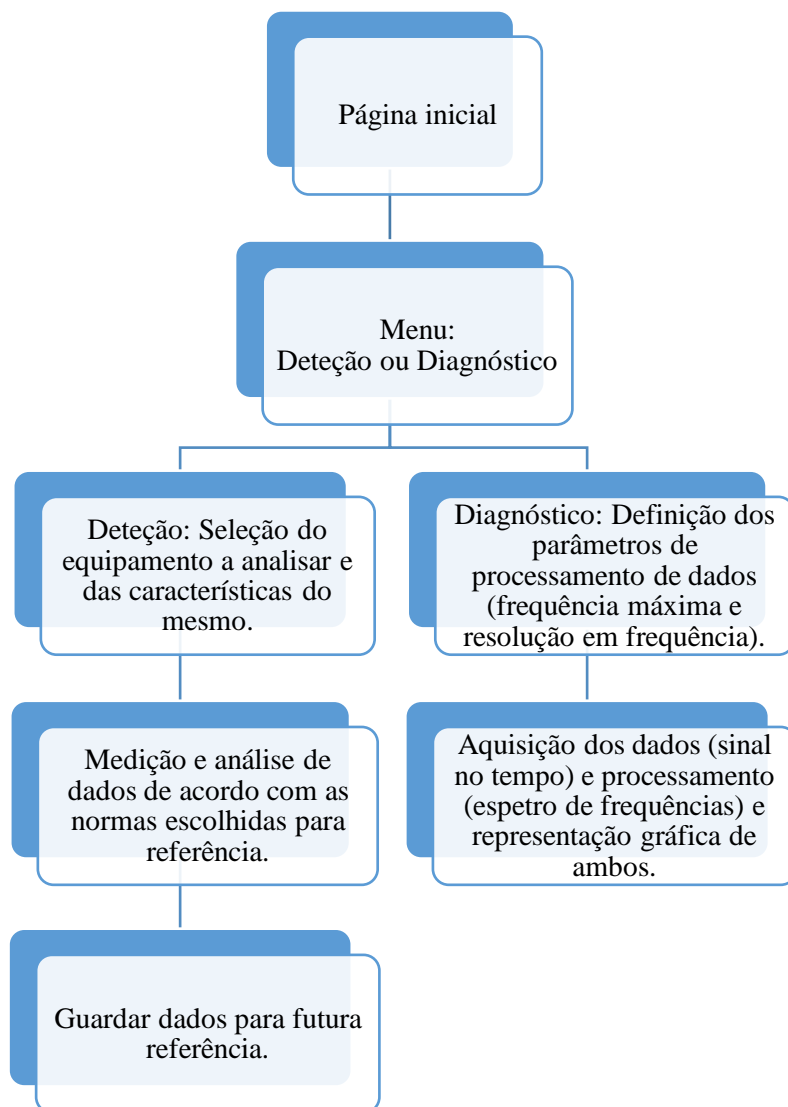 Página inicial
Menu:
Deteção ou Diagnóstico
Deteção: Seleção do
equipamento a analisar e
das características do
mesmo.
Diagnóstico: Definição dos
parâmetros de
processamento de dados
(frequência máxima e
resolução em frequência).
Medição e análise de
dados de acordo com as
normas escolhidas para
referência.
Aquisição dos dados (sinal
no tempo) e processamento
(espetro de frequências) e
representação gráfica de
ambos.
Guardar dados para futura
referência.